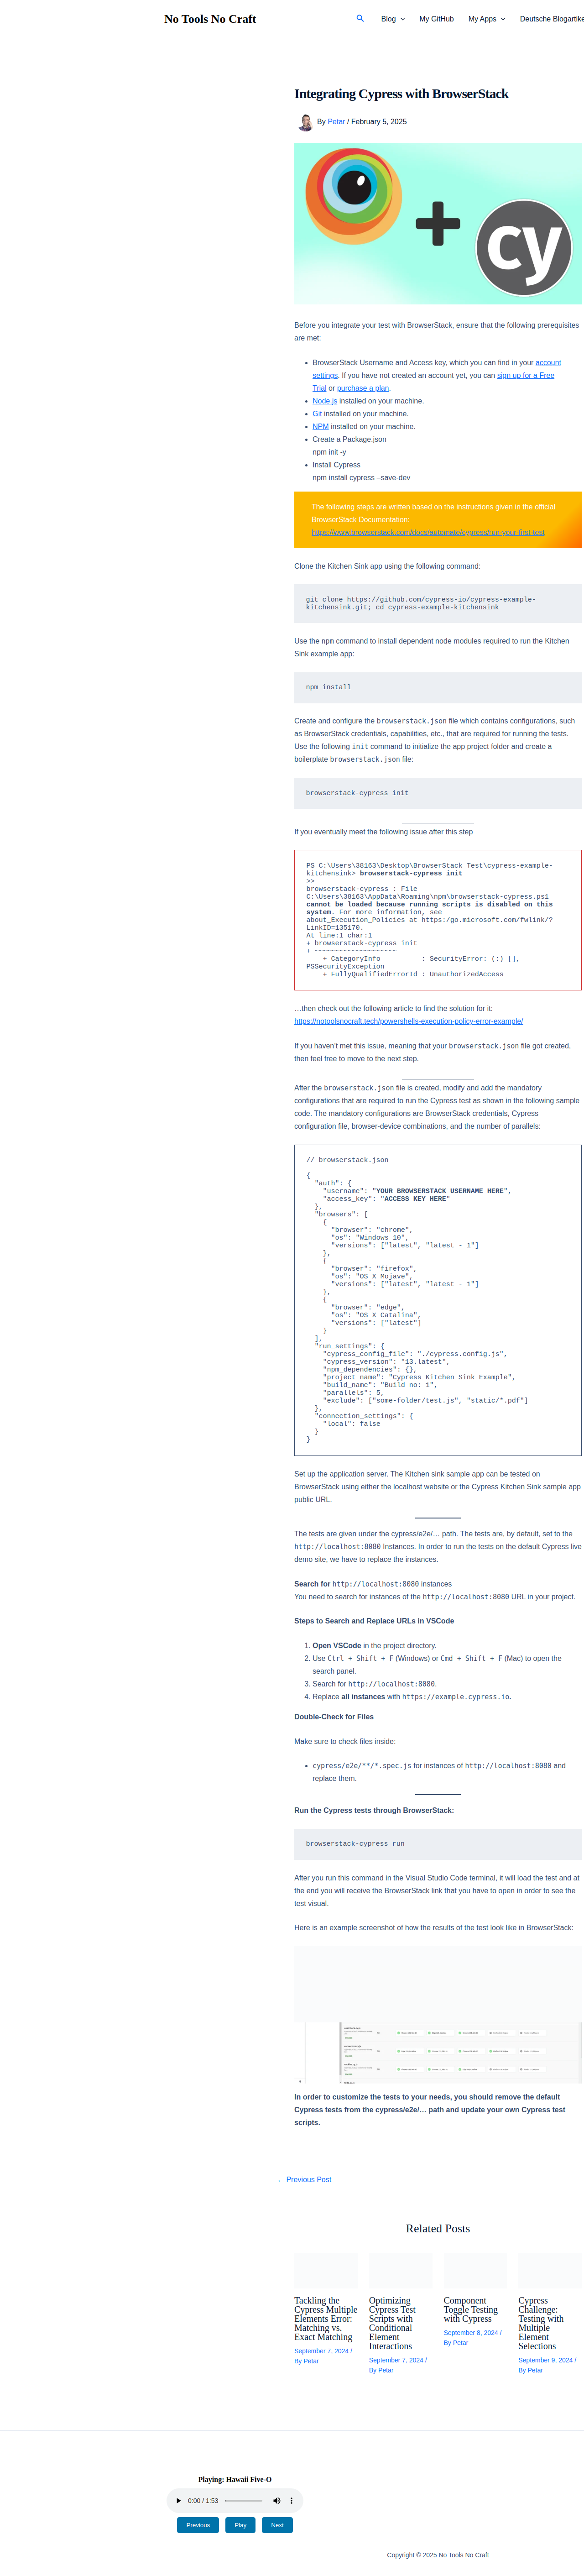 No Tools No Craft
Blog
My GitHub
My Apps
Deutsche Blogartike
Integrating Cypress with BrowserStack
By Petar / February 5, 2025
cy
Before you integrate your test with BrowserStack, ensure that the following prerequisites
are met:
BrowserStack Username and Access key, which you can find in your account
settings. If you have not created an account yet, you can sign up for a Free
Trial or purchase a plan.
Node.js installed on your machine.
Git installed on your machine.
NPM installed on your machine.
Create a Package.json
npm init -y
Install Cypress
npm install cypress –save-dev
The following steps are written based on the instructions given in the official
BrowserStack Documentation:
https://www.browserstack.com/docs/automate/cypress/run-your-first-test
Clone the Kitchen Sink app using the following command:
git clone https://github.com/cypress-io/cypress-example-
kitchensink.git; cd cypress-example-kitchensink
Use the npm command to install dependent node modules required to run the Kitchen
Sink example app:
npm install
Create and configure the browserstack.json file which contains configurations, such
as BrowserStack credentials, capabilities, etc., that are required for running the tests.
Use the following init command to initialize the app project folder and create a
boilerplate browserstack.json file:
browserstack-cypress init
If you eventually meet the following issue after this step
PS C:\Users\38163\Desktop\BrowserStack Test\cypress-example-
kitchensink> browserstack-cypress init
>>
browserstack-cypress : File
C:\Users\38163\AppData\Roaming\npm\browserstack-cypress.ps1
cannot be loaded because running scripts is disabled on this
system. For more information, see
about_Execution_Policies at https:/go.microsoft.com/fwlink/?
LinkID=135170.
At line:1 char:1
+ browserstack-cypress init
+ ~~~~~~~~~~~~~~~~~~~~
    + CategoryInfo          : SecurityError: (:) [],
PSSecurityException
    + FullyQualifiedErrorId : UnauthorizedAccess
…then check out the following article to find the solution for it:
https://notoolsnocraft.tech/powershells-execution-policy-error-example/
If you haven’t met this issue, meaning that your browserstack.json file got created,
then feel free to move to the next step.
After the browserstack.json file is created, modify and add the mandatory
configurations that are required to run the Cypress test as shown in the following sample
code. The mandatory configurations are BrowserStack credentials, Cypress
configuration file, browser-device combinations, and the number of parallels:
// browserstack.json
{
  "auth": {
    "username": "YOUR BROWSERSTACK USERNAME HERE",
    "access_key": "ACCESS KEY HERE"
  },
  "browsers": [
    {
      "browser": "chrome",
      "os": "Windows 10",
      "versions": ["latest", "latest - 1"]
    },
    {
      "browser": "firefox",
      "os": "OS X Mojave",
      "versions": ["latest", "latest - 1"]
    },
    {
      "browser": "edge",
      "os": "OS X Catalina",
      "versions": ["latest"]
    }
  ],
  "run_settings": {
    "cypress_config_file": "./cypress.config.js",
    "cypress_version": "13.latest",
    "npm_dependencies": {},
    "project_name": "Cypress Kitchen Sink Example",
    "build_name": "Build no: 1",
    "parallels": 5,
    "exclude": ["some-folder/test.js", "static/*.pdf"]
  },
  "connection_settings": {
    "local": false
  }
}
Set up the application server. The Kitchen sink sample app can be tested on
BrowserStack using either the localhost website or the Cypress Kitchen Sink sample app
public URL.
The tests are given under the cypress/e2e/… path. The tests are, by default, set to the
http://localhost:8080 Instances. In order to run the tests on the default Cypress live
demo site, we have to replace the instances.
Search for http://localhost:8080 instances
You need to search for instances of the http://localhost:8080 URL in your project.
Steps to Search and Replace URLs in VSCode
1. Open VSCode in the project directory.
2. Use Ctrl + Shift + F (Windows) or Cmd + Shift + F (Mac) to open the
search panel.
3. Search for http://localhost:8080.
4. Replace all instances with https://example.cypress.io.
Double-Check for Files
Make sure to check files inside:
cypress/e2e/**/*.spec.js for instances of http://localhost:8080 and
replace them.
Run the Cypress tests through BrowserStack:
browserstack-cypress run
After you run this command in the Visual Studio Code terminal, it will load the test and at
the end you will receive the BrowserStack link that you have to open in order to see the
test visual.
Here is an example screenshot of how the results of the test look like in BrowserStack:
In order to customize the tests to your needs, you should remove the default
Cypress tests from the cypress/e2e/… path and update your own Cypress test
scripts.
← Previous Post
Related Posts
Tackling the
Cypress Multiple
Elements Error:
Matching vs.
Exact Matching
September 7, 2024 /
By Petar
Optimizing
Cypress Test
Scripts with
Conditional
Element
Interactions
September 7, 2024 /
By Petar
Component
Toggle Testing
with Cypress
September 8, 2024 /
By Petar
Cypress
Challenge:
Testing with
Multiple
Element
Selections
September 9, 2024 /
By Petar
Playing: Hawaii Five-O
0:00 / 1:53
Previous
Play
Next
Copyright © 2025 No Tools No Craft